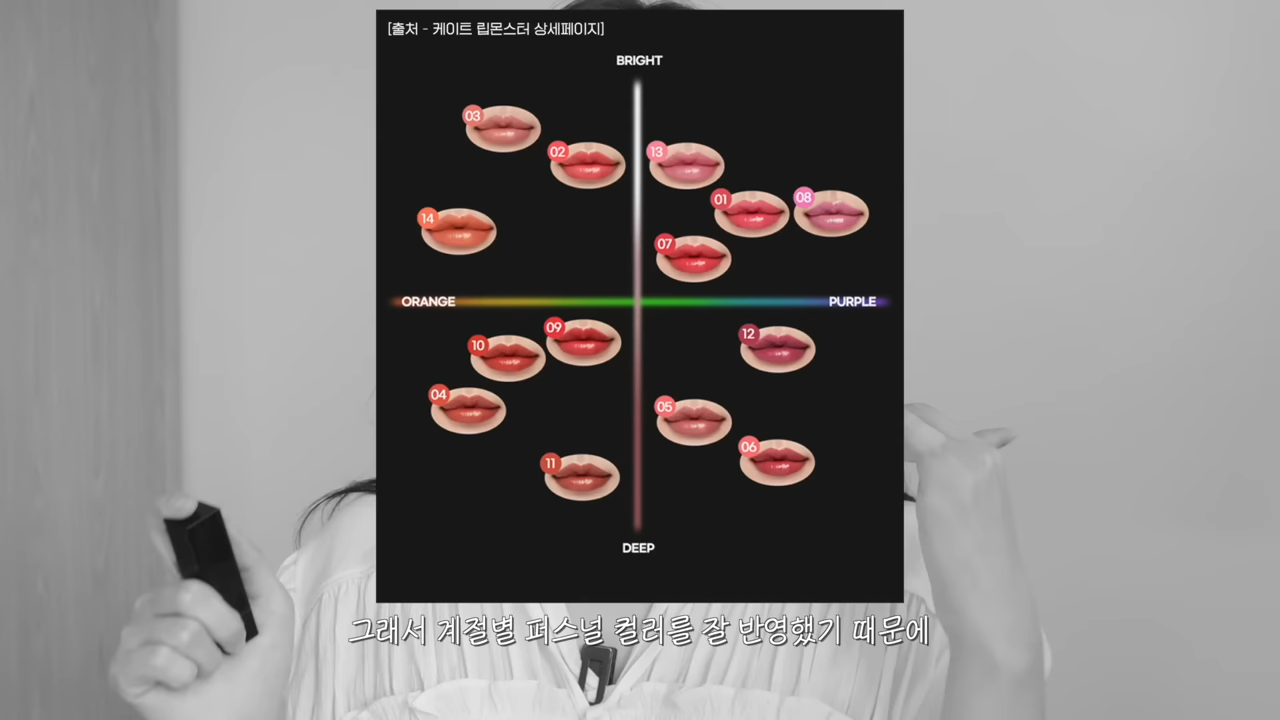 [출처 - 케이트 립몬스터 상세페이지]
BRIGHT
03
02
13
01
08
14
07
ORANGE
PURPLE
09
12
10
04
05
06
11
DEEP
그래서 계절별 퍼스널 컬러를 잘 반영했기 때문에